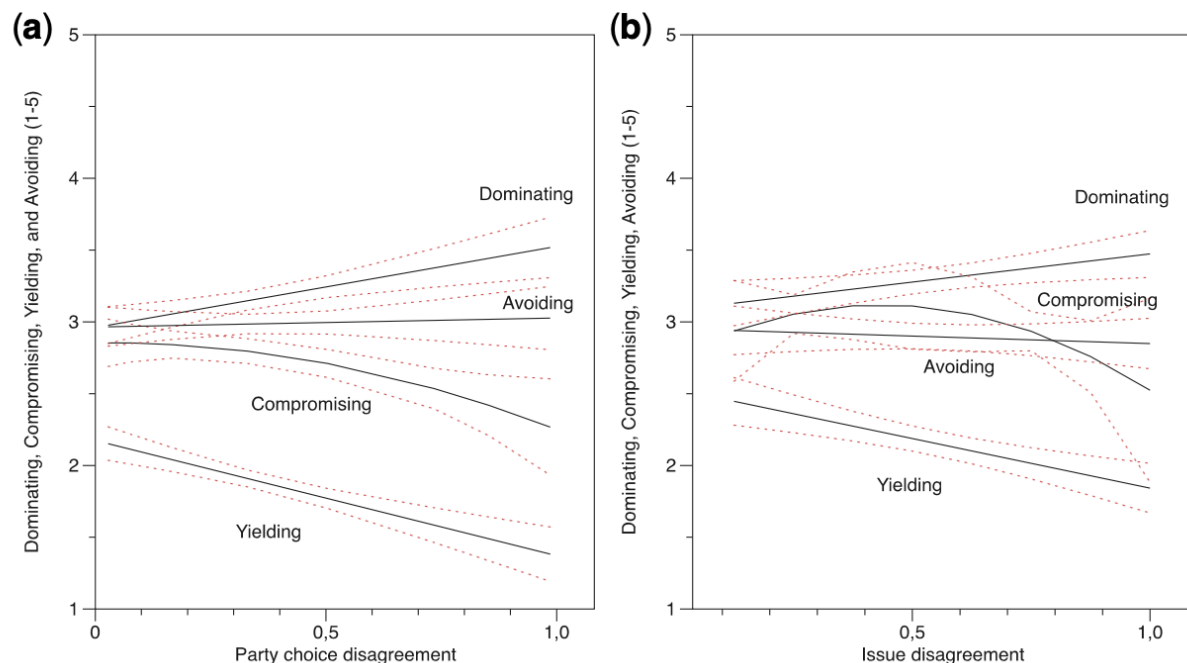 (a)
Dominating, Compromising, Yielding, and Avoiding (1-5)
5
4
3
2
1
Dominating
Avoiding
Compromising
Yielding
0
0,5
1,0
Party choice disagreement
(b)
Dominating, Compromising, Yielding, Avoiding (1-5)
5
4
3
2
1
Dominating
Compromising
Avoiding
Yielding
0,5
1,0
Issue disagreement